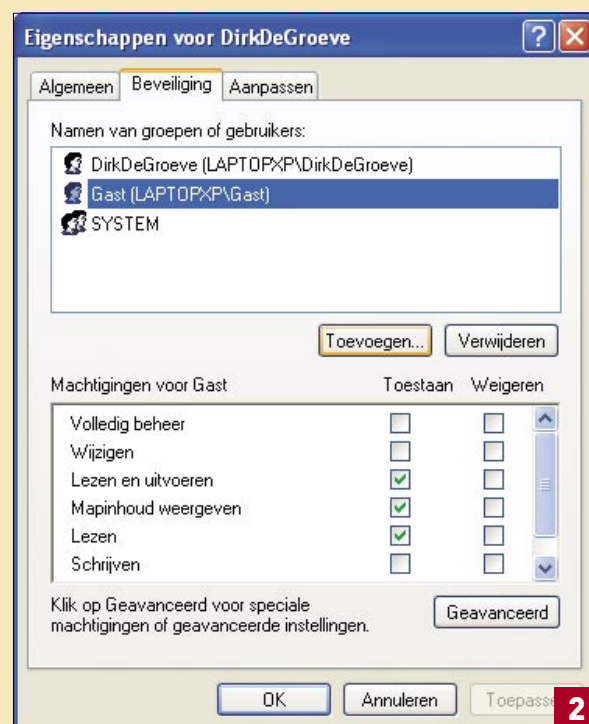 Eigenschappen voor DirkDeGroeve
Algemeen Beveiliging Aanpassen
Namen van groepen of gebruikers:
DirkDeGroeve (LAPTOPXP\DirkDeGroeve)
Gast (LAPTOPXP\Gast)
SYSTEM
Toevoegen... Verwijderen
Machtigingen voor Gast Toestaan Weigeren
Volledig beheer
Wijzigen
Lezen en uitvoeren
Mapinhoud weergeven
Lezen
Schrijven
Klik op Geavanceerd voor speciale
machtigingen of geavanceerde instellingen.
Geavanceerd
OK Annuleren Toepasse
2